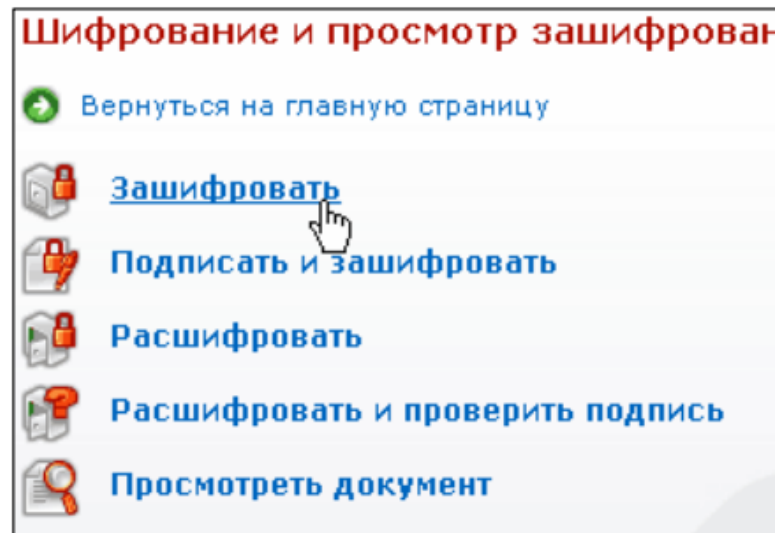 Шифрование и просмотр зашифрован
Вернуться на главную страницу
Зашифровать
Подписать и зашифровать
Расшифровать
Расшифровать и проверить подпись
Просмотреть документ